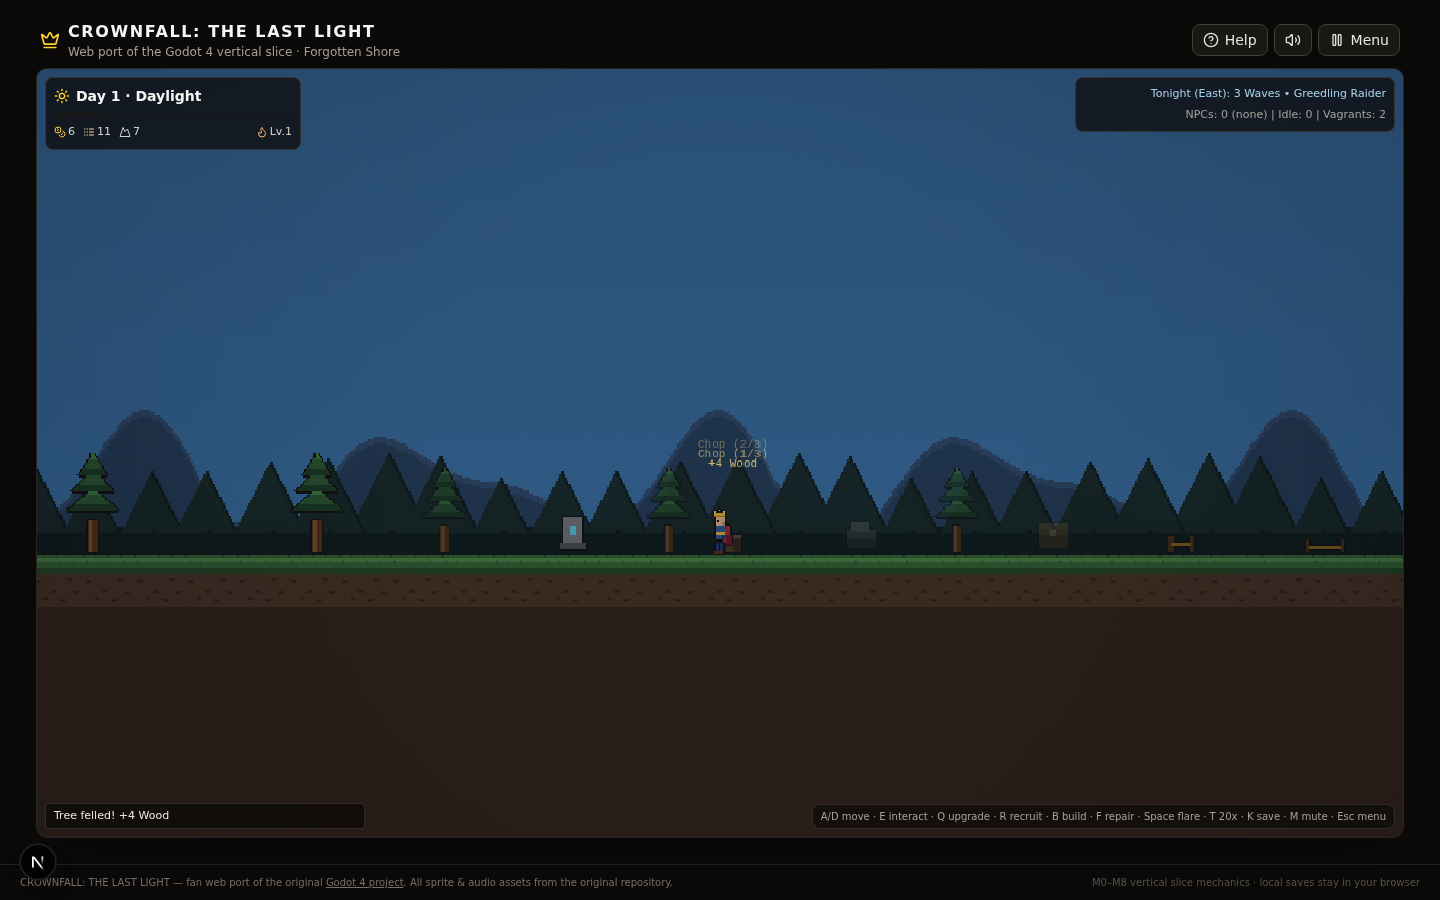 CROWNFALL: THE LAST LIGHT
Web port of the Godot 4 vertical slice · Forgotten Shore
Help
Menu
Day 1 · Daylight
6 11 7 Lv.1
Tonight (East): 3 Waves • Greedling Raider
NPCs: 0 (none) | Idle: 0 | Vagrants: 2
Chop (2/3)
Chop (1/3)
+4 Wood
Tree felled! +4 Wood
A/D move · E interact · Q upgrade · R recruit · B build · F repair · Space flare · T 20x · K save · M mute · Esc menu
N
CROWNFALL: THE LAST LIGHT — fan web port of the original Godot 4 project. All sprite & audio assets from the original repository.
M0–M8 vertical slice mechanics · local saves stay in your browser